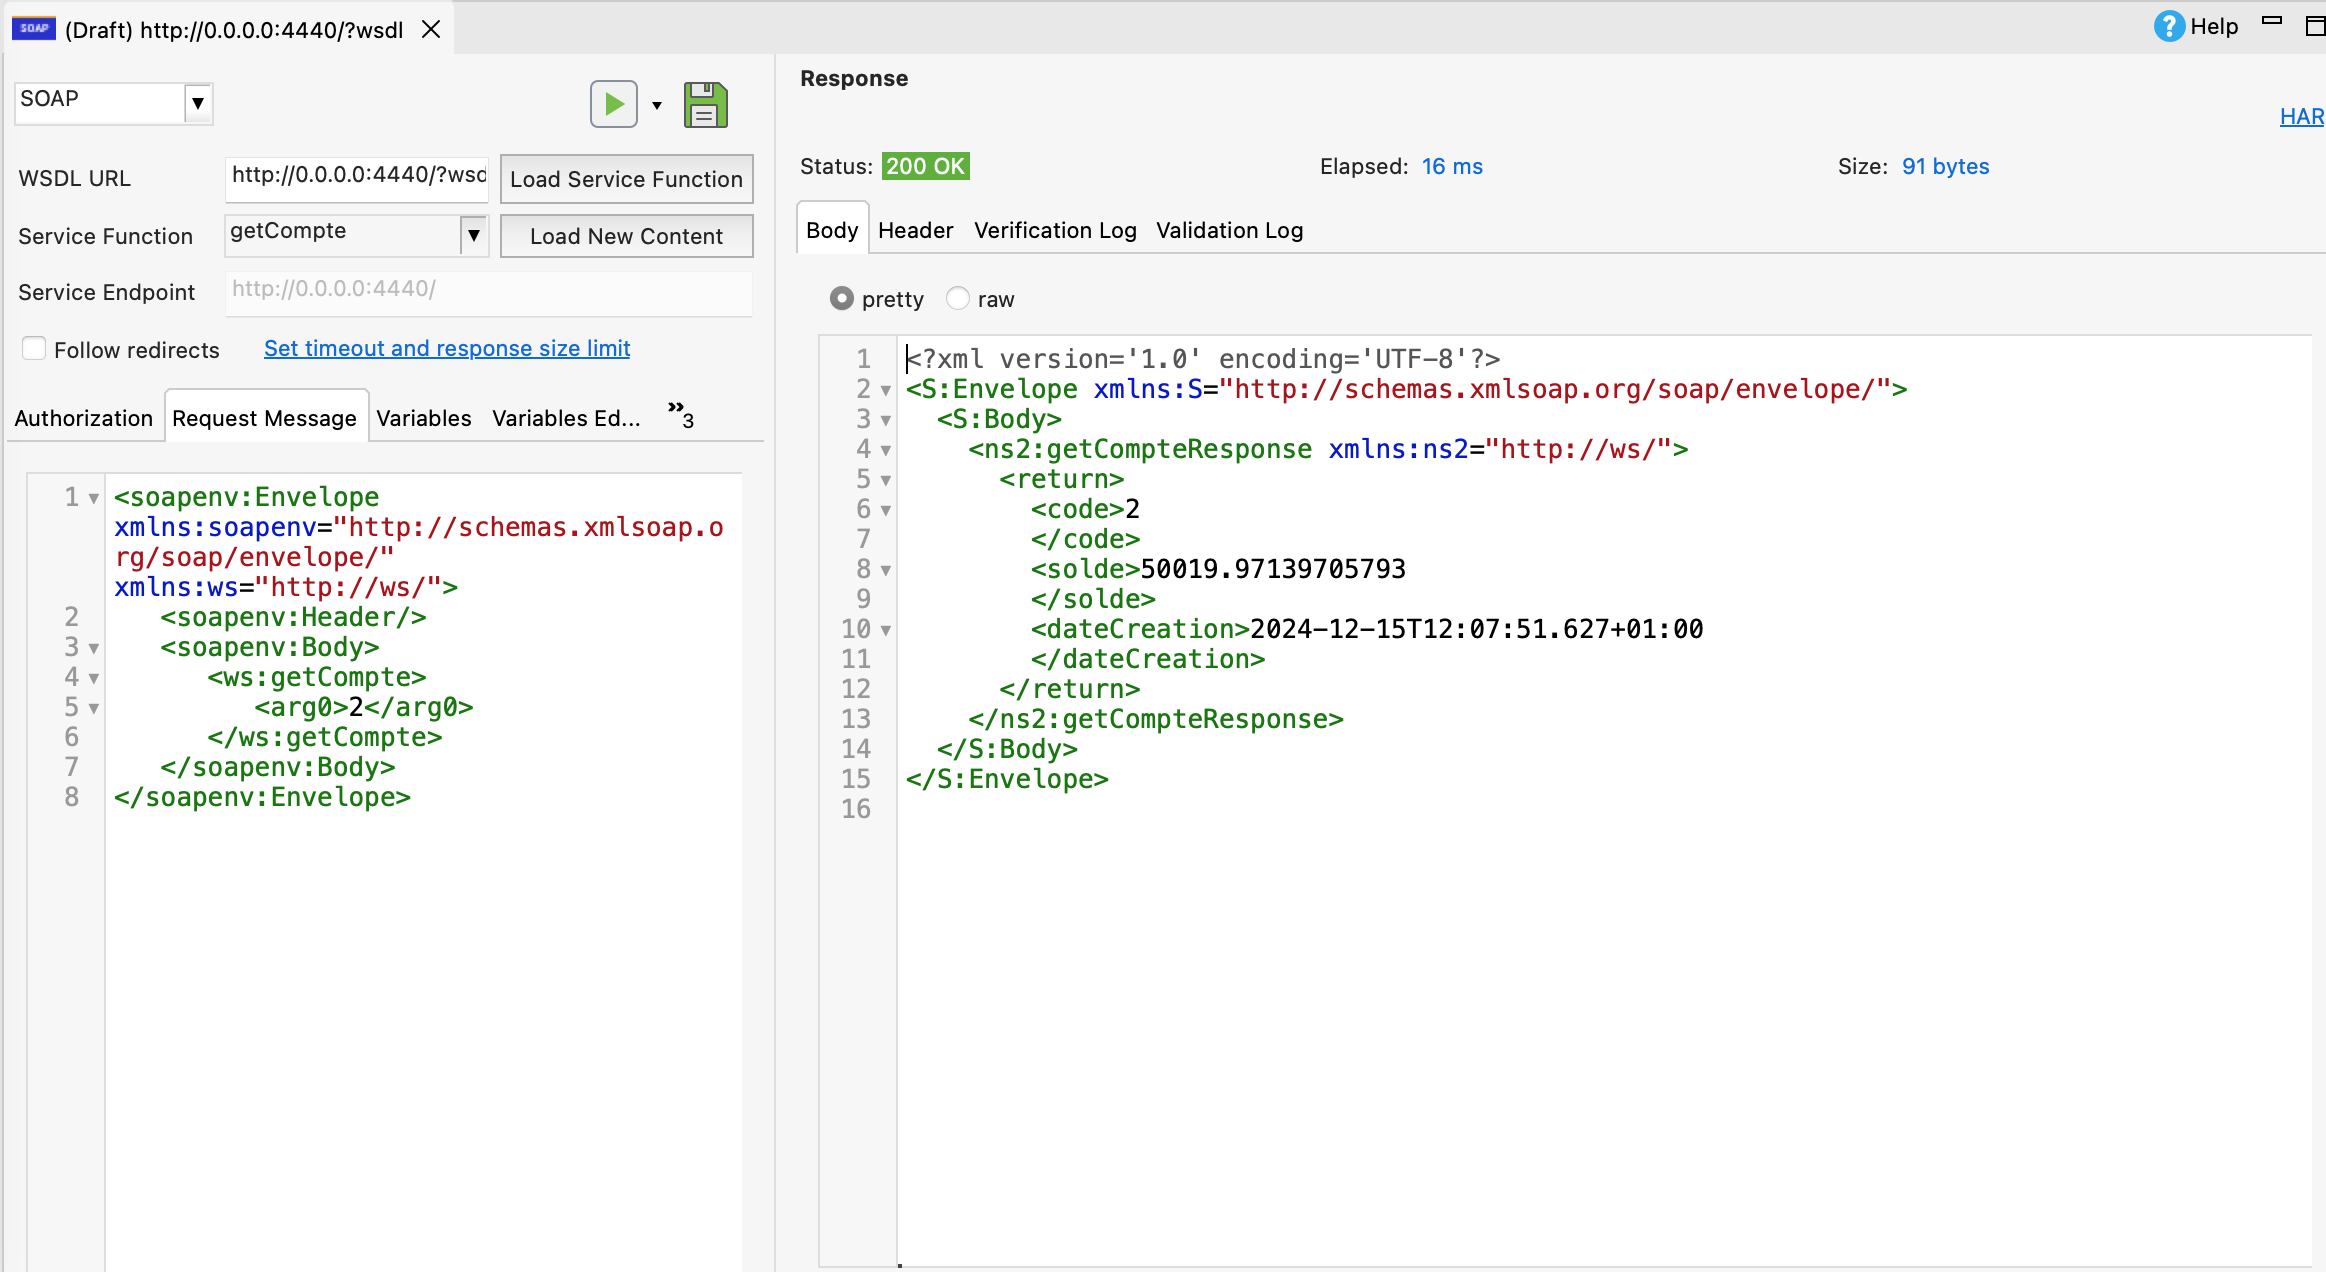 SOAP (Draft) http://0.0.0.0:4440/?wsdl
? Help
SOAP
WSDL URL http://0.0.0.0:4440/?wsd Load Service Function
Service Function getCompte Load New Content
Service Endpoint http://0.0.0.0:4440/
Follow redirects Set timeout and response size limit
Authorization Request Message Variables Variables Ed... »3
1 <soapenv:Envelope
xmlns:soapenv="http://schemas.xmlsoap.o
rg/soap/envelope/"
xmlns:ws="http://ws/">
2 <soapenv:Header/>
3 <soapenv:Body>
4 <ws:getCompte>
5 <arg0>2</arg0>
6 </ws:getCompte>
7 </soapenv:Body>
8 </soapenv:Envelope>
Response
HAR
Status: 200 OK Elapsed: 16 ms Size: 91 bytes
Body Header Verification Log Validation Log
pretty raw
1 <?xml version='1.0' encoding='UTF-8'?>
2 <S:Envelope xmlns:S="http://schemas.xmlsoap.org/soap/envelope/">
3 <S:Body>
4 <ns2:getCompteResponse xmlns:ns2="http://ws/">
5 <return>
6 <code>2
7 </code>
8 <solde>50019.97139705793
9 </solde>
10 <dateCreation>2024-12-15T12:07:51.627+01:00
11 </dateCreation>
12 </return>
13 </ns2:getCompteResponse>
14 </S:Body>
15 </S:Envelope>
16